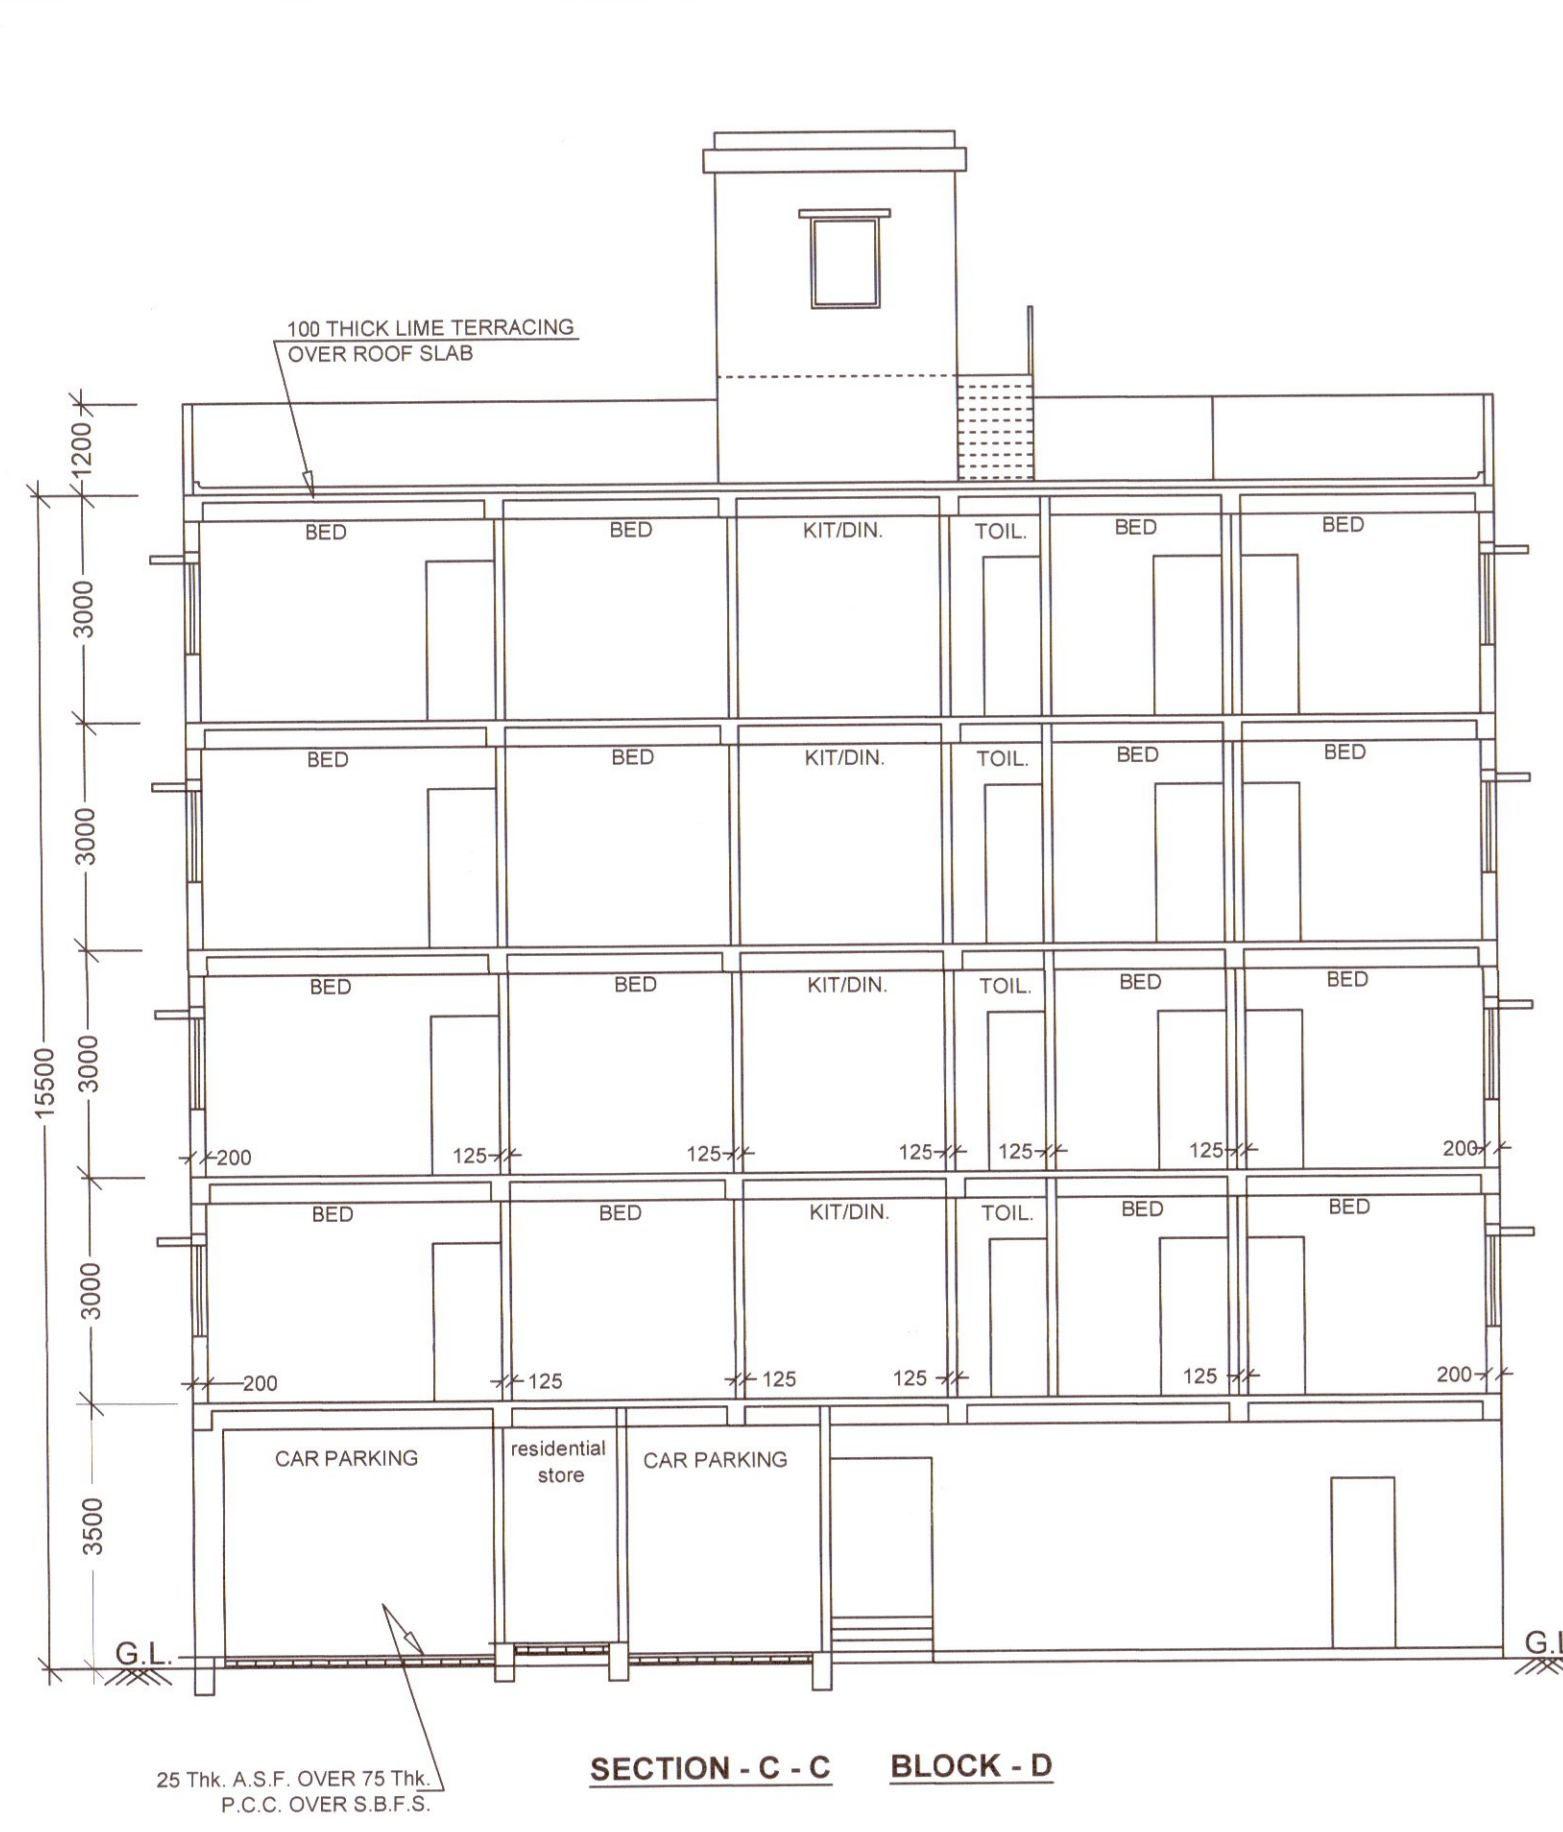 100 THICK LIME TERRACING
OVER ROOF SLAB
1200
BED BED KIT/DIN. TOIL. BED BED
3000
BED BED KIT/DIN. TOIL. BED BED
3000
BED BED KIT/DIN. TOIL. BED BED
15500
3000
200 125 125 125 125 125 200
BED BED KIT/DIN. TOIL. BED BED
3000
200 125 125 125 125 200
CAR PARKING
residential
store
CAR PARKING
3500
G.L. G.L
25 Thk. A.S.F. OVER 75 Thk.
P.C.C. OVER S.B.F.S.
SECTION - C - C BLOCK - D